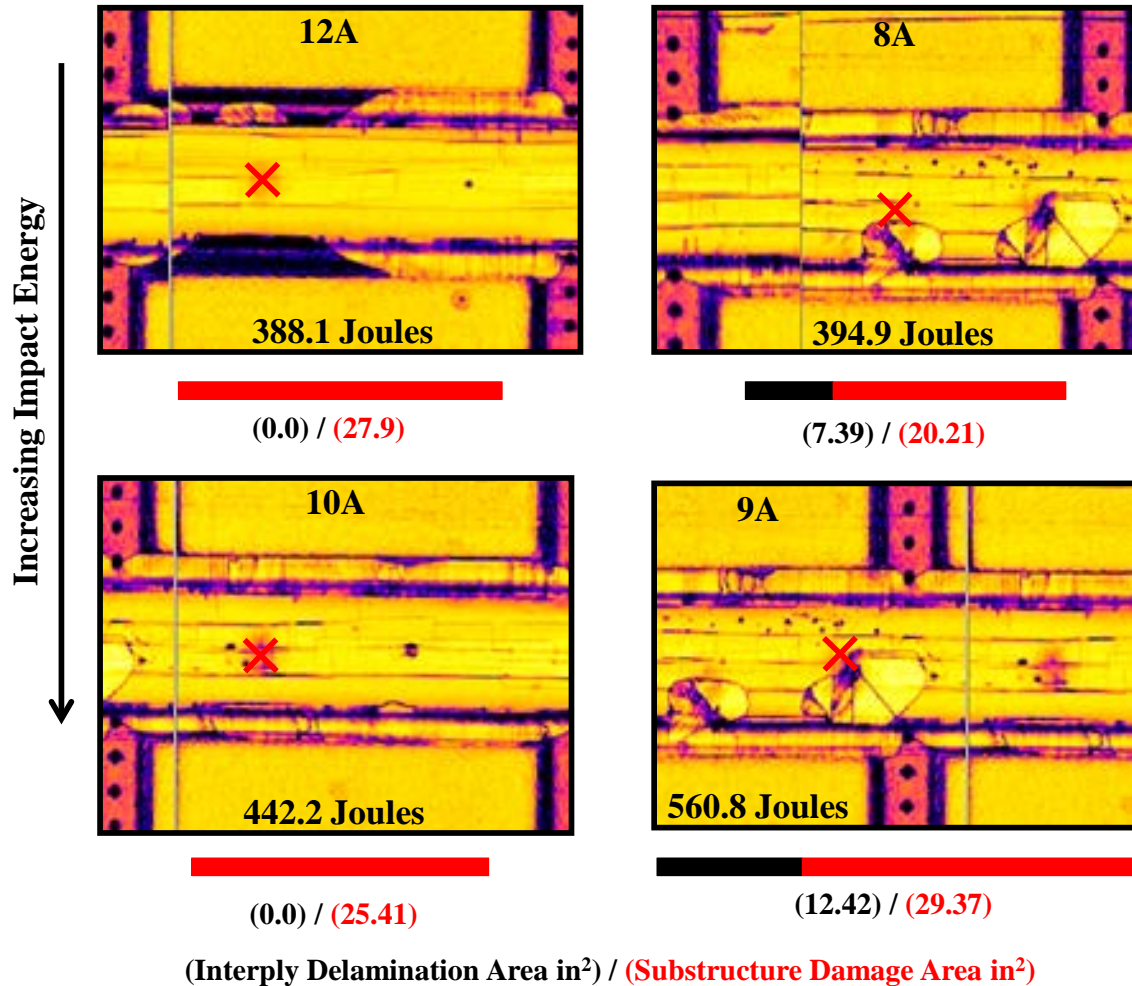 Increasing Impact Energy
12A
388.1 Joules
(0.0) / (27.9)
8A
394.9 Joules
(7.39) / (20.21)
10A
442.2 Joules
(0.0) / (25.41)
9A
560.8 Joules
(12.42) / (29.37)
(Interply Delamination Area in²) / (Substructure Damage Area in²)